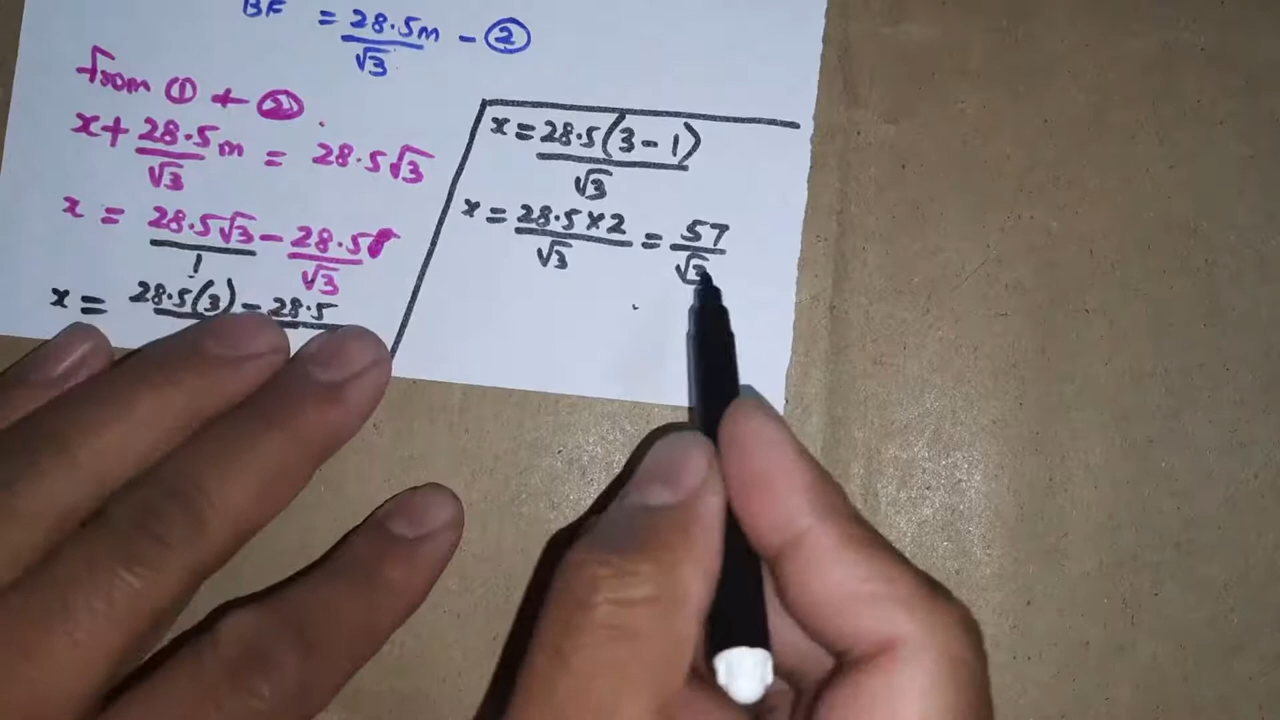 BF = 28.5m/√3 - ②
from ① + ②
x + 28.5/√3 m = 28.5√3
x = 28.5√3/1 - 28.5/√3
x = 28.5(3) - 28.5
x = 28.5(3-1)/√3
x = 28.5×2/√3 = 57/√3